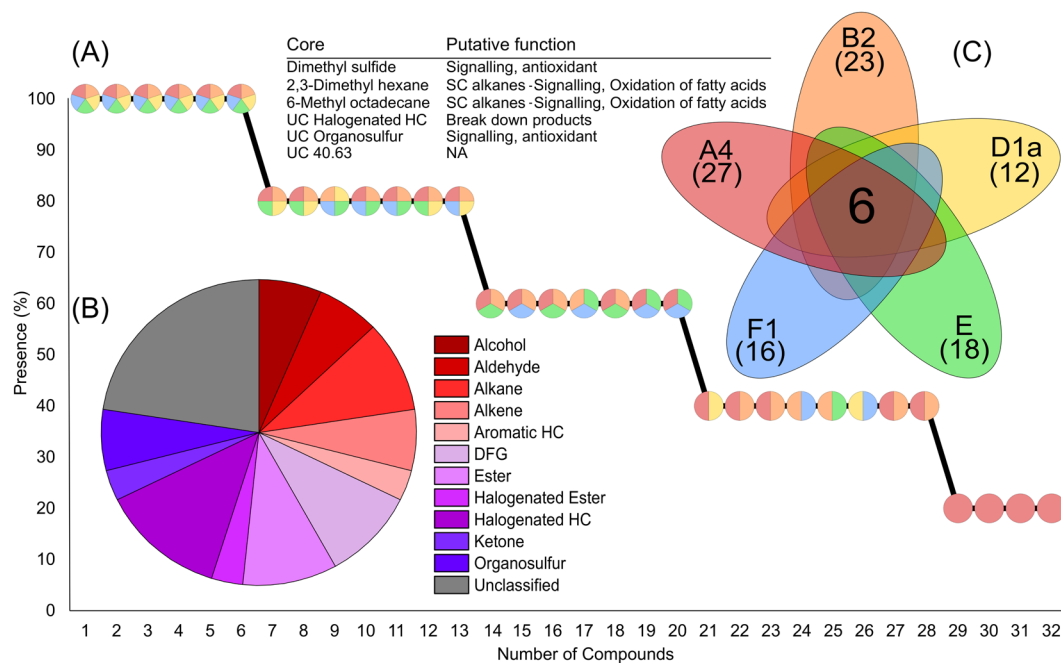 (A)
Core Putative function
Dimethyl sulfide Signalling, antioxidant
2,3-Dimethyl hexane SC alkanes -Signalling, Oxidation of fatty acids
6-Methyl octadecane SC alkanes -Signalling, Oxidation of fatty acids
UC Halogenated HC Break down products
UC Organosulfur Signalling, antioxidant
UC 40.63 NA
(C)
B2
(23)
D1a
(12)
A4
(27)
6
F1
(16)
E
(18)
(B)
Alcohol
Aldehyde
Alkane
Alkene
Aromatic HC
DFG
Ester
Halogenated Ester
Halogenated HC
Ketone
Organosulfur
Unclassified
Presence (%)
100
90
80
70
60
50
40
30
20
10
0
1 2 3 4 5 6 7 8 9 10 11 12 13 14 15 16 17 18 19 20 21 22 23 24 25 26 27 28 29 30 31 32
Number of Compounds